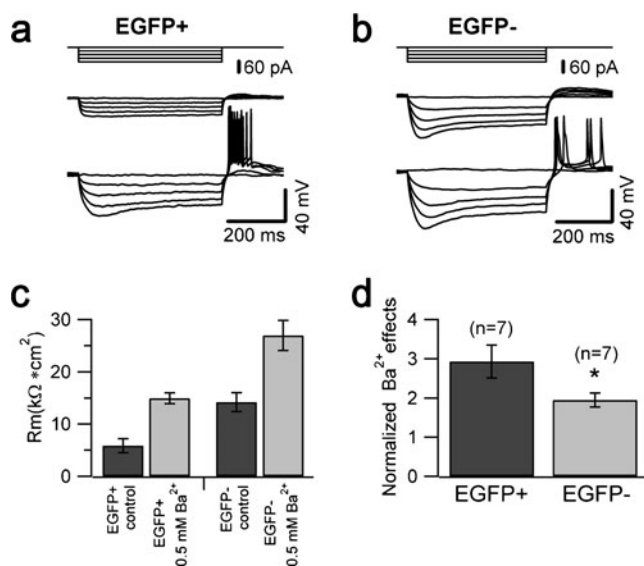 a EGFP+
60 pA
40 mV
200 ms
b EGFP-
60 pA
40 mV
200 ms
c
Rm(kΩ *cm²)
30
20
10
0
EGFP+
control
EGFP+
0.5 mM Ba²⁺
EGFP-
control
EGFP-
0.5 mM Ba²⁺
d
Normalized Ba²⁺ effects
4
3
2
1
0
(n=7)
(n=7)
*
EGFP+ EGFP-